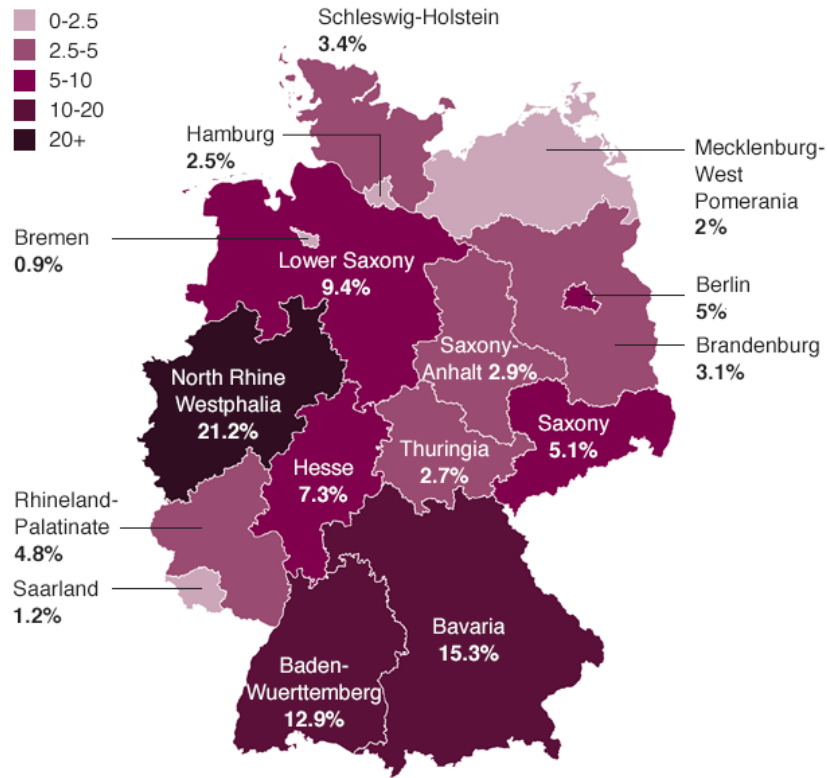 0-2.5
2.5-5
5-10
10-20
20+
Schleswig-Holstein
3.4%
Hamburg
2.5%
Mecklenburg-
West
Pomerania
2%
Bremen
0.9%
Lower Saxony
9.4%
Berlin
5%
Brandenburg
3.1%
Saxony-
Anhalt 2.9%
North Rhine
Westphalia
21.2%
Saxony
5.1%
Thuringia
2.7%
Hesse
7.3%
Rhineland-
Palatinate
4.8%
Saarland
1.2%
Bavaria
15.3%
Baden-
Wuerttemberg
12.9%